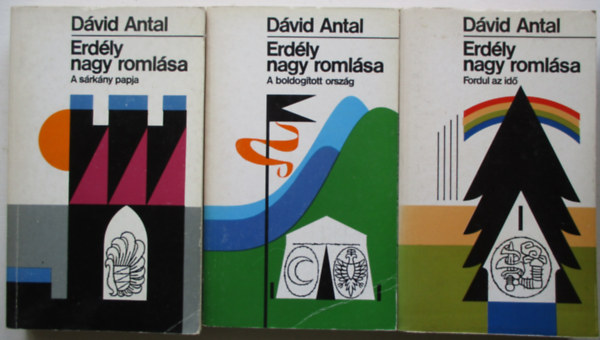 Dávid Antal
Erdély
nagy romlása
A sárkány papja
Dávid Antal
Erdély
nagy romlása
A boldogított ország
Dávid Antal
Erdély
nagy romlása
Fordul az idő